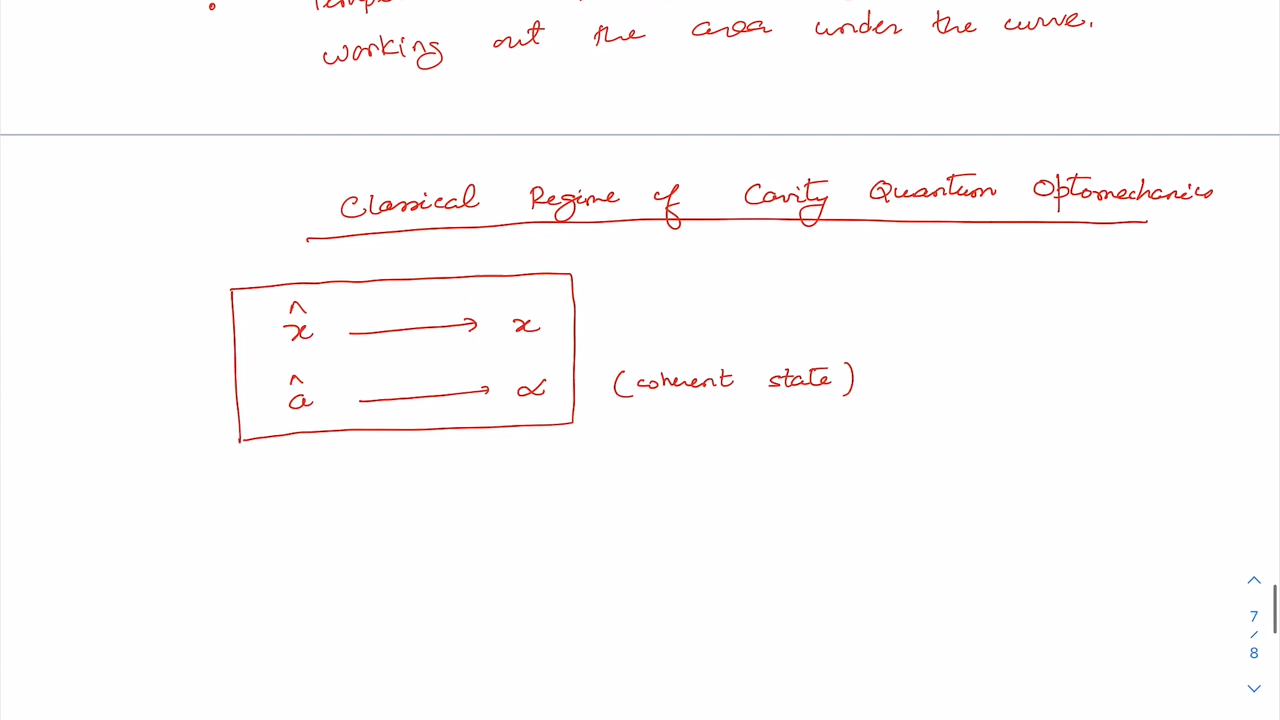 working out the area under the curve.
Classical Regime of Cavity Quantum Optomechanics
x̂ → x
â → α (coherent state)
7
/
8